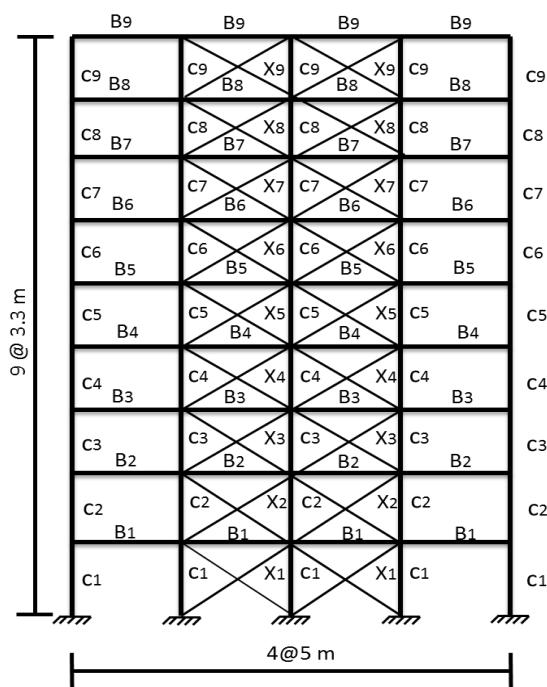 B9 B9 B9 B9
C9 C9 X9 C9 X9 C9 C9
B8 B8 B8 B8
C8 C8 X8 C8 X8 C8 C8
B7 B7 B7 B7
C7 C7 X7 C7 X7 C7 C7
B6 B6 B6 B6
C6 C6 X6 C6 X6 C6 C6
B5 B5 B5 B5
C5 C5 X5 C5 X5 C5 C5
B4 B4 B4 B4
C4 C4 X4 C4 X4 C4 C4
B3 B3 B3 B3
C3 C3 X3 C3 X3 C3 C3
B2 B2 B2 B2
C2 C2 X2 C2 X2 C2 C2
B1 B1 B1 B1
C1 C1 X1 C1 X1 C1 C1
9 @ 3.3 m
4@5 m